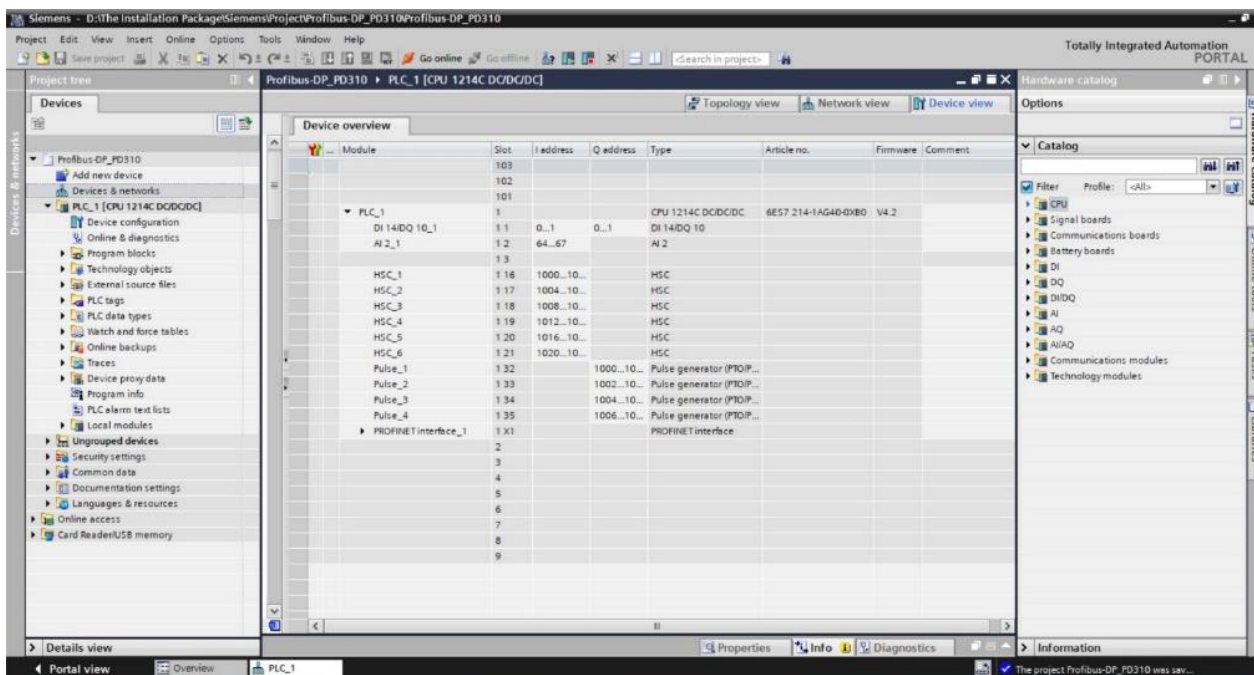 Siemens - D:\The Installation Package\Siemens\Project\Profibus-DP_PD310\Profibus-DP_PD310
Project Edit View Insert Online Options Tools Window Help
Totally Integrated Automation
PORTAL
Save project Go online Go offline <Search in project>
Project tree
Devices
Devices & networks
Profibus-DP_PD310
Add new device
Devices & networks
PLC_1 [CPU 1214C DC/DC/DC]
Device configuration
Online & diagnostics
Program blocks
Technology objects
External source files
PLC tags
PLC data types
Watch and force tables
Online backups
Traces
Device proxy data
Program info
PLC alarm text lists
Local modules
Ungrouped devices
Security settings
Common data
Documentation settings
Languages & resources
Online access
Card Reader/USB memory
Details view
Profibus-DP_PD310 PLC_1 [CPU 1214C DC/DC/DC]
Topology view Network view Device view
Device overview
Module Slot I address Q address Type Article no. Firmware Comment
103
102
101
PLC_1 1 CPU 1214C DC/DC/DC 6ES7 214-1AG40-0XB0 V4.2
DI 14/DQ 10_1 1 1 0...1 0...1 DI 14/DQ 10
AI 2_1 1 2 64...67 AI 2
1 3
HSC_1 1 16 1000...10... HSC
HSC_2 1 17 1004...10... HSC
HSC_3 1 18 1008...10... HSC
HSC_4 1 19 1012...10... HSC
HSC_5 1 20 1016...10... HSC
HSC_6 1 21 1020...10... HSC
Pulse_1 1 32 1000...10... Pulse generator (PTO/P...
Pulse_2 1 33 1002...10... Pulse generator (PTO/P...
Pulse_3 1 34 1004...10... Pulse generator (PTO/P...
Pulse_4 1 35 1006...10... Pulse generator (PTO/P...
PROFINET interface_1 1 X1 PROFINET interface
2
3
4
5
6
7
8
9
Properties Info Diagnostics
Hardware catalog
Options
Catalog
Filter Profile: <All>
CPU
Signal boards
Communications boards
Battery boards
DI
DQ
DI/DQ
AI
AQ
AI/AQ
Communications modules
Technology modules
Information
Portal view Overview PLC_1 The project Profibus-DP_PD310 was sav...